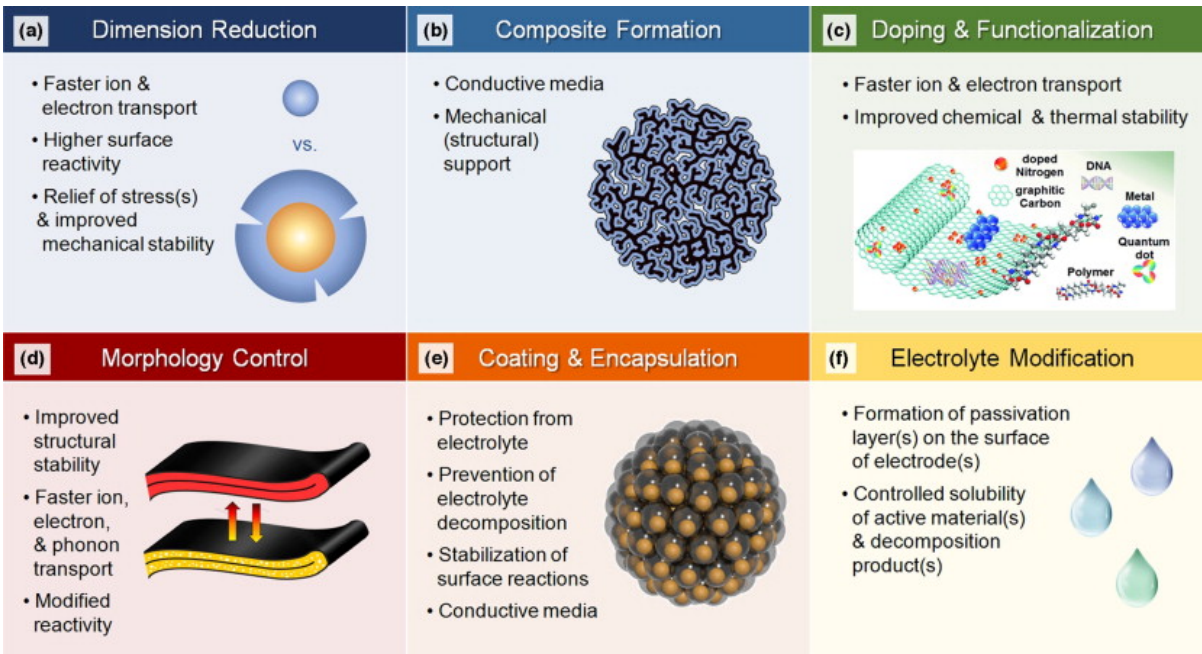 (a) Dimension Reduction
• Faster ion &
electron transport
• Higher surface
reactivity
• Relief of stress(s)
& improved
mechanical stability
vs.
(b) Composite Formation
• Conductive media
• Mechanical
(structural)
support
(c) Doping & Functionalization
• Faster ion & electron transport
• Improved chemical & thermal stability
doped
Nitrogen
graphitic
Carbon
DNA
Metal
Quantum
dot
Polymer
(d) Morphology Control
• Improved
structural
stability
• Faster ion,
electron,
& phonon
transport
• Modified
reactivity
(e) Coating & Encapsulation
• Protection from
electrolyte
• Prevention of
electrolyte
decomposition
• Stabilization of
surface reactions
• Conductive media
(f) Electrolyte Modification
• Formation of passivation
layer(s) on the surface
of electrode(s)
• Controlled solubility
of active material(s)
& decomposition
product(s)